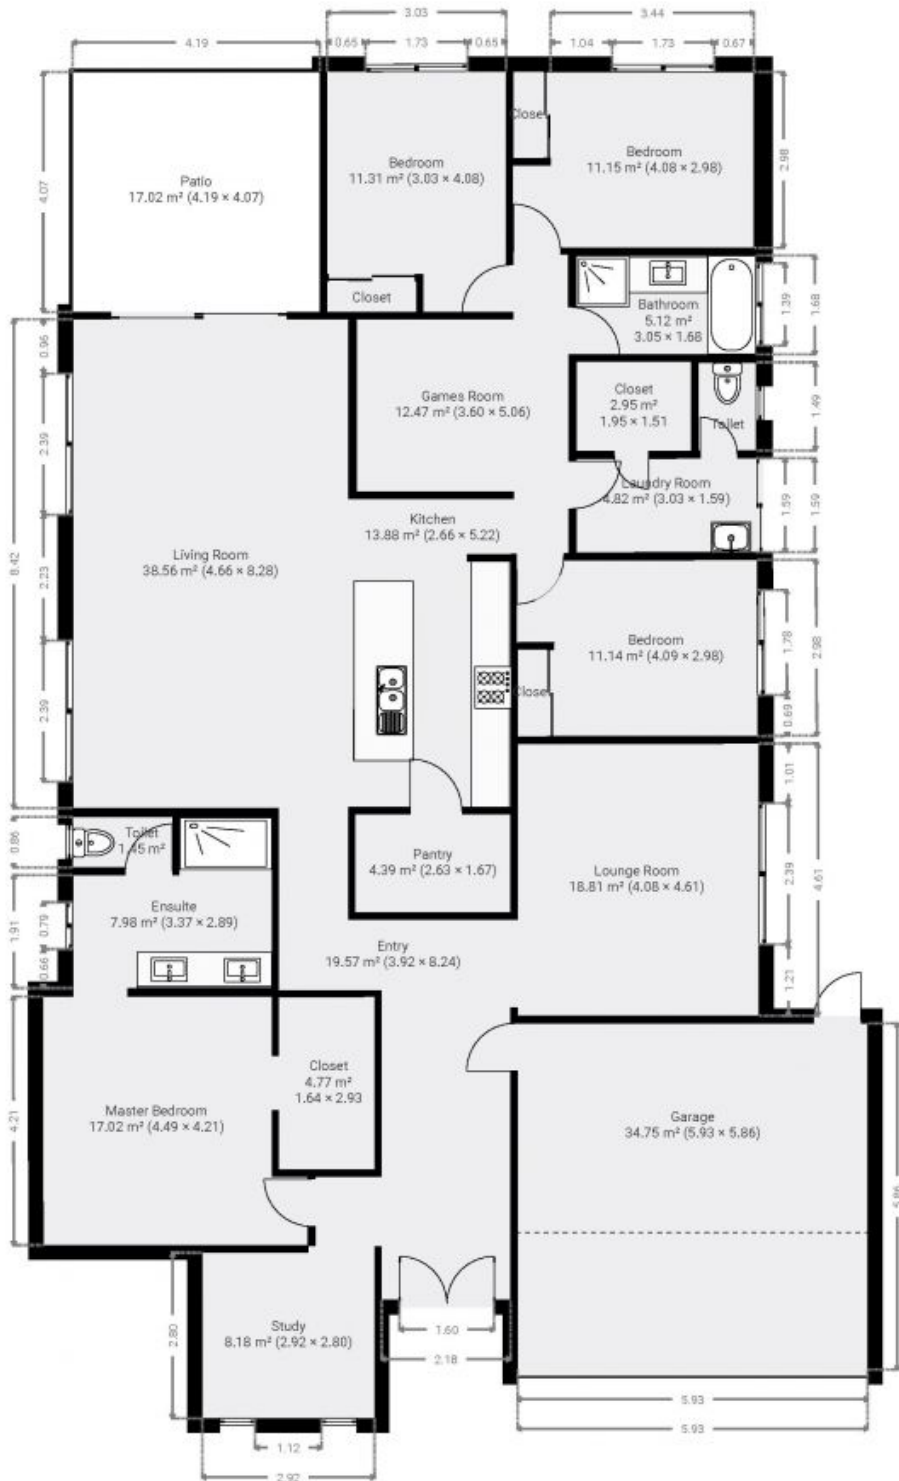 3.03
3.44
4.19
0.65
1.73
0.65
1.04
1.73
0.67
4.07
2.98
Patio
17.02 m² (4.19 × 4.07)
Bedroom
11.31 m² (3.03 × 4.08)
Closet
Bedroom
11.15 m² (4.08 × 2.98)
Closet
Bathroom
5.12 m²
3.05 × 1.68
1.39
1.68
0.96
Games Room
12.47 m² (3.60 × 5.06)
Closet
2.95 m²
1.95 × 1.51
Toilet
1.49
2.39
Laundry Room
4.82 m² (3.03 × 1.59)
1.59
1.59
Kitchen
13.88 m² (2.66 × 5.22)
8.42
2.23
Living Room
38.56 m² (4.66 × 8.28)
Bedroom
11.14 m² (4.09 × 2.98)
Closet
1.78
2.98
0.69
2.39
1.01
Toilet
1.45 m²
0.86
Pantry
4.39 m² (2.63 × 1.67)
Lounge Room
18.81 m² (4.08 × 4.61)
2.39
4.61
Ensuite
7.98 m² (3.37 × 2.89)
1.91
0.79
0.66
Entry
19.57 m² (3.92 × 8.24)
1.21
Closet
4.77 m²
1.64 × 2.93
Master Bedroom
17.02 m² (4.49 × 4.21)
4.21
Garage
34.75 m² (5.93 × 5.86)
5.86
Study
8.18 m² (2.92 × 2.80)
2.80
1.60
2.18
5.93
5.93
1.12
2.92